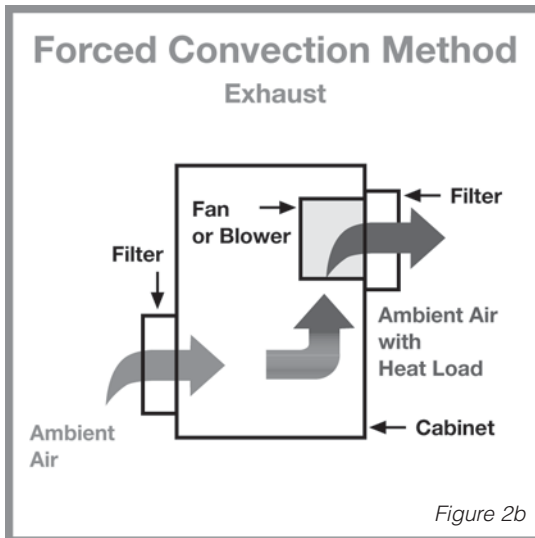 Forced Convection Method
Exhaust
Fan
or Blower
Filter
Filter
Ambient Air
with
Heat Load
Ambient
Air
Cabinet
Figure 2b